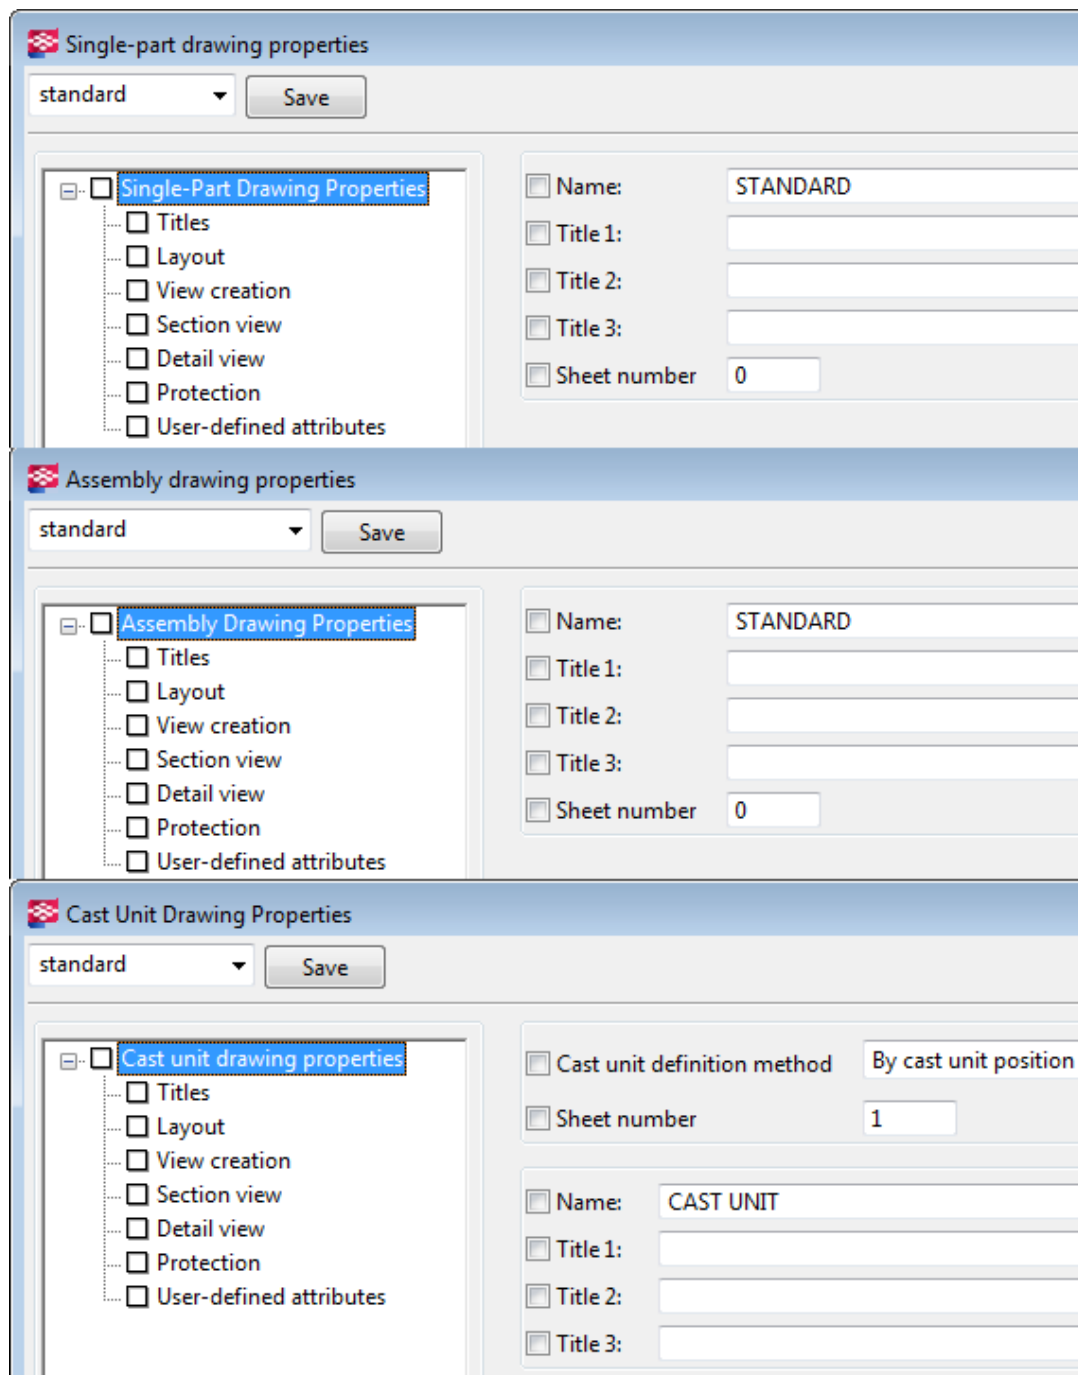 Single-part drawing properties
standard Save
Single-Part Drawing Properties
Titles
Layout
View creation
Section view
Detail view
Protection
User-defined attributes
Name: STANDARD
Title 1:
Title 2:
Title 3:
Sheet number 0
Assembly drawing properties
standard Save
Assembly Drawing Properties
Titles
Layout
View creation
Section view
Detail view
Protection
User-defined attributes
Name: STANDARD
Title 1:
Title 2:
Title 3:
Sheet number 0
Cast Unit Drawing Properties
standard Save
Cast unit drawing properties
Titles
Layout
View creation
Section view
Detail view
Protection
User-defined attributes
Cast unit definition method By cast unit position
Sheet number 1
Name: CAST UNIT
Title 1:
Title 2:
Title 3: